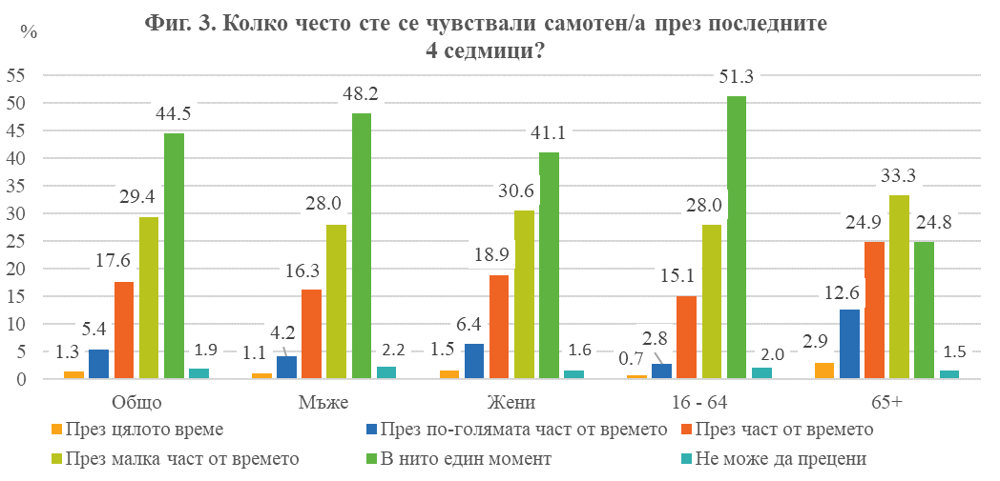 Фиг. 3. Колко често сте се чувствали самотен/а през последните
4 седмици?
%
55
50
45
40
35
30
25
20
15
10
5
0
1.3 5.4 17.6 29.4 44.5 1.9
1.1 4.2 16.3 28.0 48.2 2.2
1.5 6.4 18.9 30.6 41.1 1.6
0.7 2.8 15.1 28.0 51.3 2.0
2.9 12.6 24.9 33.3 24.8 1.5
Общо Мъже Жени 16 - 64 65+
През цялото време През по-голямата част от времето През част от времето
През малка част от времето В нито един момент Не може да прецени